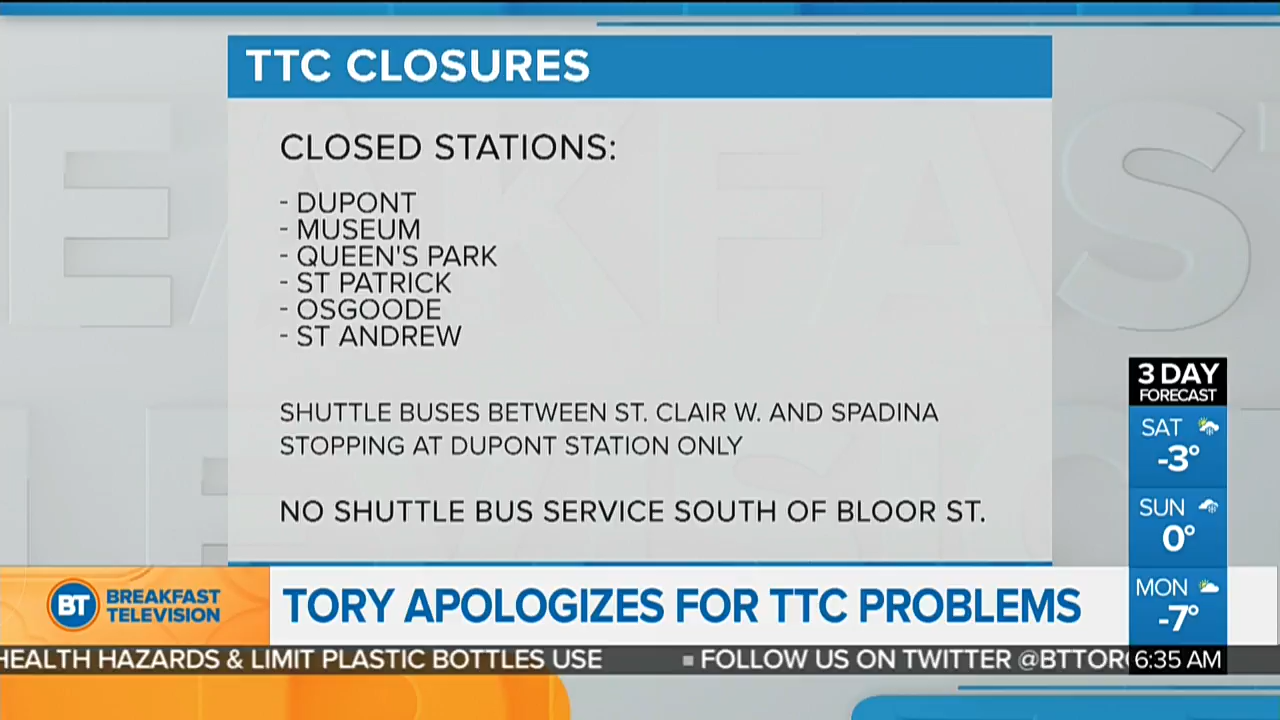 TTC CLOSURES
CLOSED STATIONS:
- DUPONT
- MUSEUM
- QUEEN'S PARK
- ST PATRICK
- OSGOODE
- ST ANDREW
SHUTTLE BUSES BETWEEN ST. CLAIR W. AND SPADINA
STOPPING AT DUPONT STATION ONLY
NO SHUTTLE BUS SERVICE SOUTH OF BLOOR ST.
3 DAY
FORECAST
SAT
-3°
SUN
0°
MON
-7°
BT
BREAKFAST
TELEVISION
TORY APOLOGIZES FOR TTC PROBLEMS
HEALTH HAZARDS & LIMIT PLASTIC BOTTLES USE
FOLLOW US ON TWITTER @BTTOR
6:35 AM